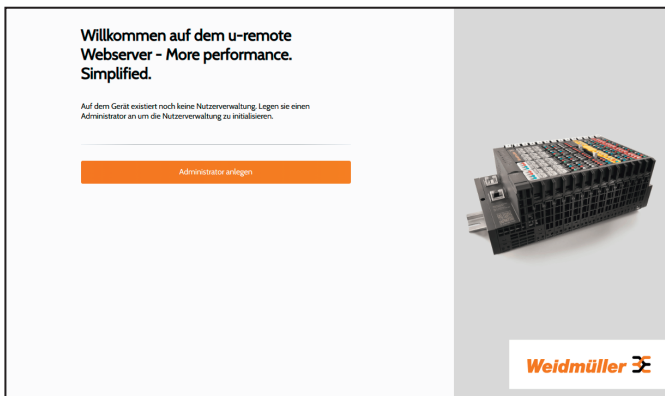 Willkommen auf dem u-remote
Webserver - More performance.
Simplified.
Auf dem Gerät existiert noch keine Nutzerverwaltung. Legen sie einen
Administrator an um die Nutzerverwaltung zu initialisieren.
Administrator anlegen
Weidmüller